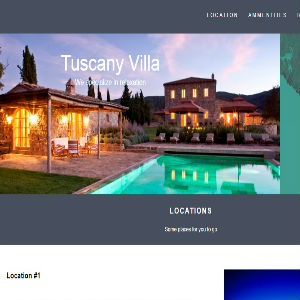 LOCATION AMMENITIES
Tuscany Villa
We specialize in relaxation
LOCATIONS
Some places for you to go
Location #1